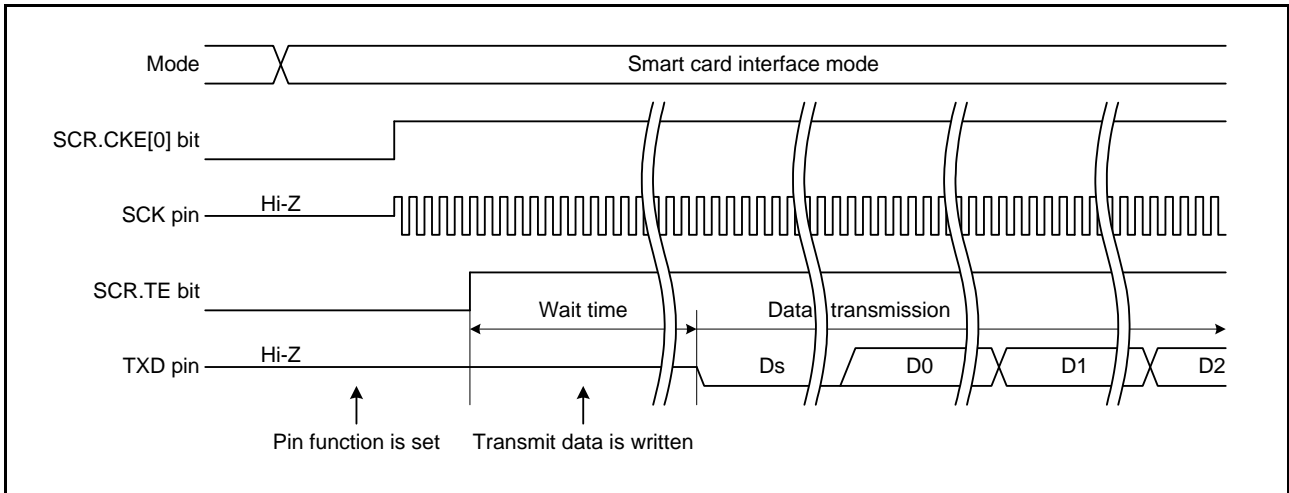 Mode
Smart card interface mode
SCR.CKE[0] bit
SCK pin
Hi-Z
SCR.TE bit
Wait time
Data transmission
TXD pin
Hi-Z
Ds
D0
D1
D2
Pin function is set
Transmit data is written